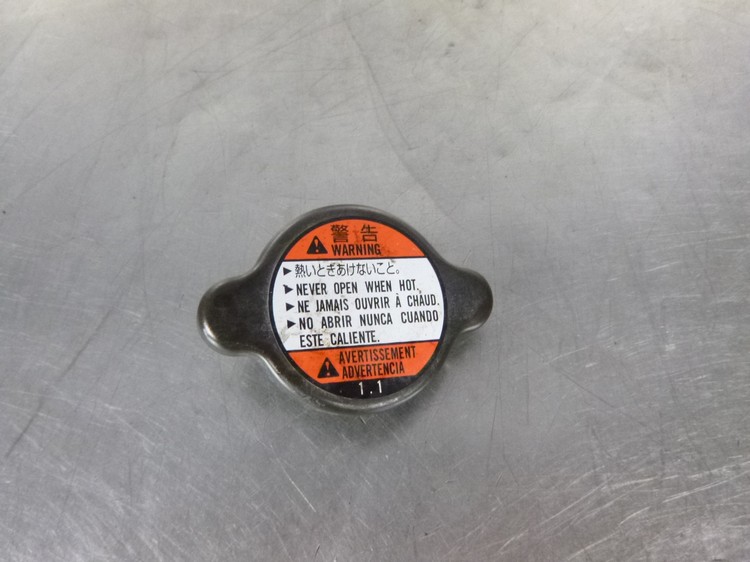 警告
WARNING
▶熱いときあけないこと。
▶NEVER OPEN WHEN HOT.
▶NE JAMAIS OUVRIR À CHAUD.
▶NO ABRIR NUNCA CUANDO
ESTE CALIENTE.
AVERTISSEMENT
ADVERTENCIA
1.1